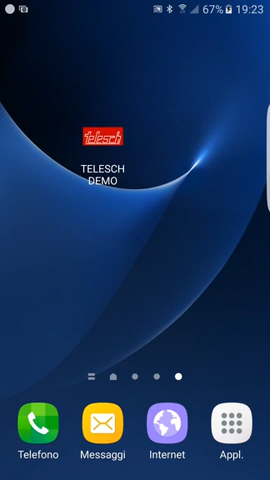 67% 19:23
telesch
TELESCH
DEMO
Telefono Messaggi Internet Appl.